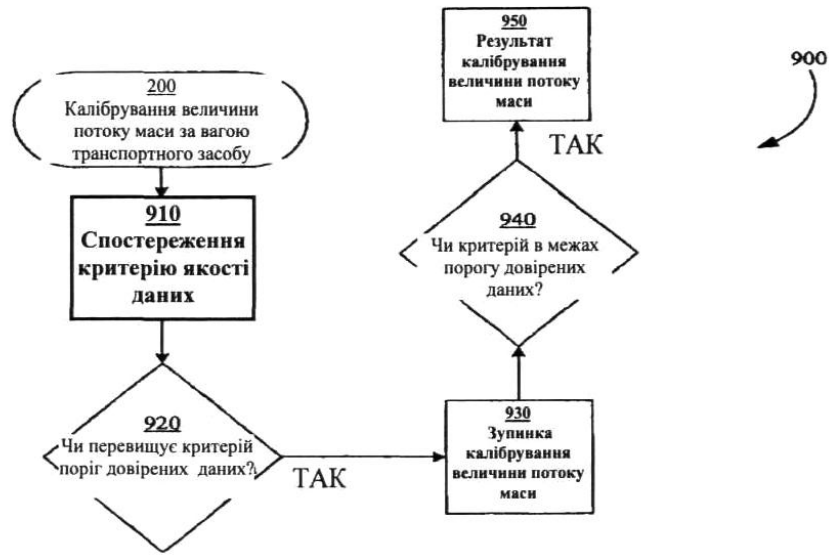 200
Калібрування величини
потоку маси за вагою
транспортного засобу
910
Спостереження
критерію якості
даних
920
Чи перевищує критерій
поріг довірених даних?
ТАК
930
Зупинка
калібрування
величини потоку
маси
940
Чи критерій в межах
порогу довірених
даних?
ТАК
950
Результат
калібрування
величини потоку
маси
900